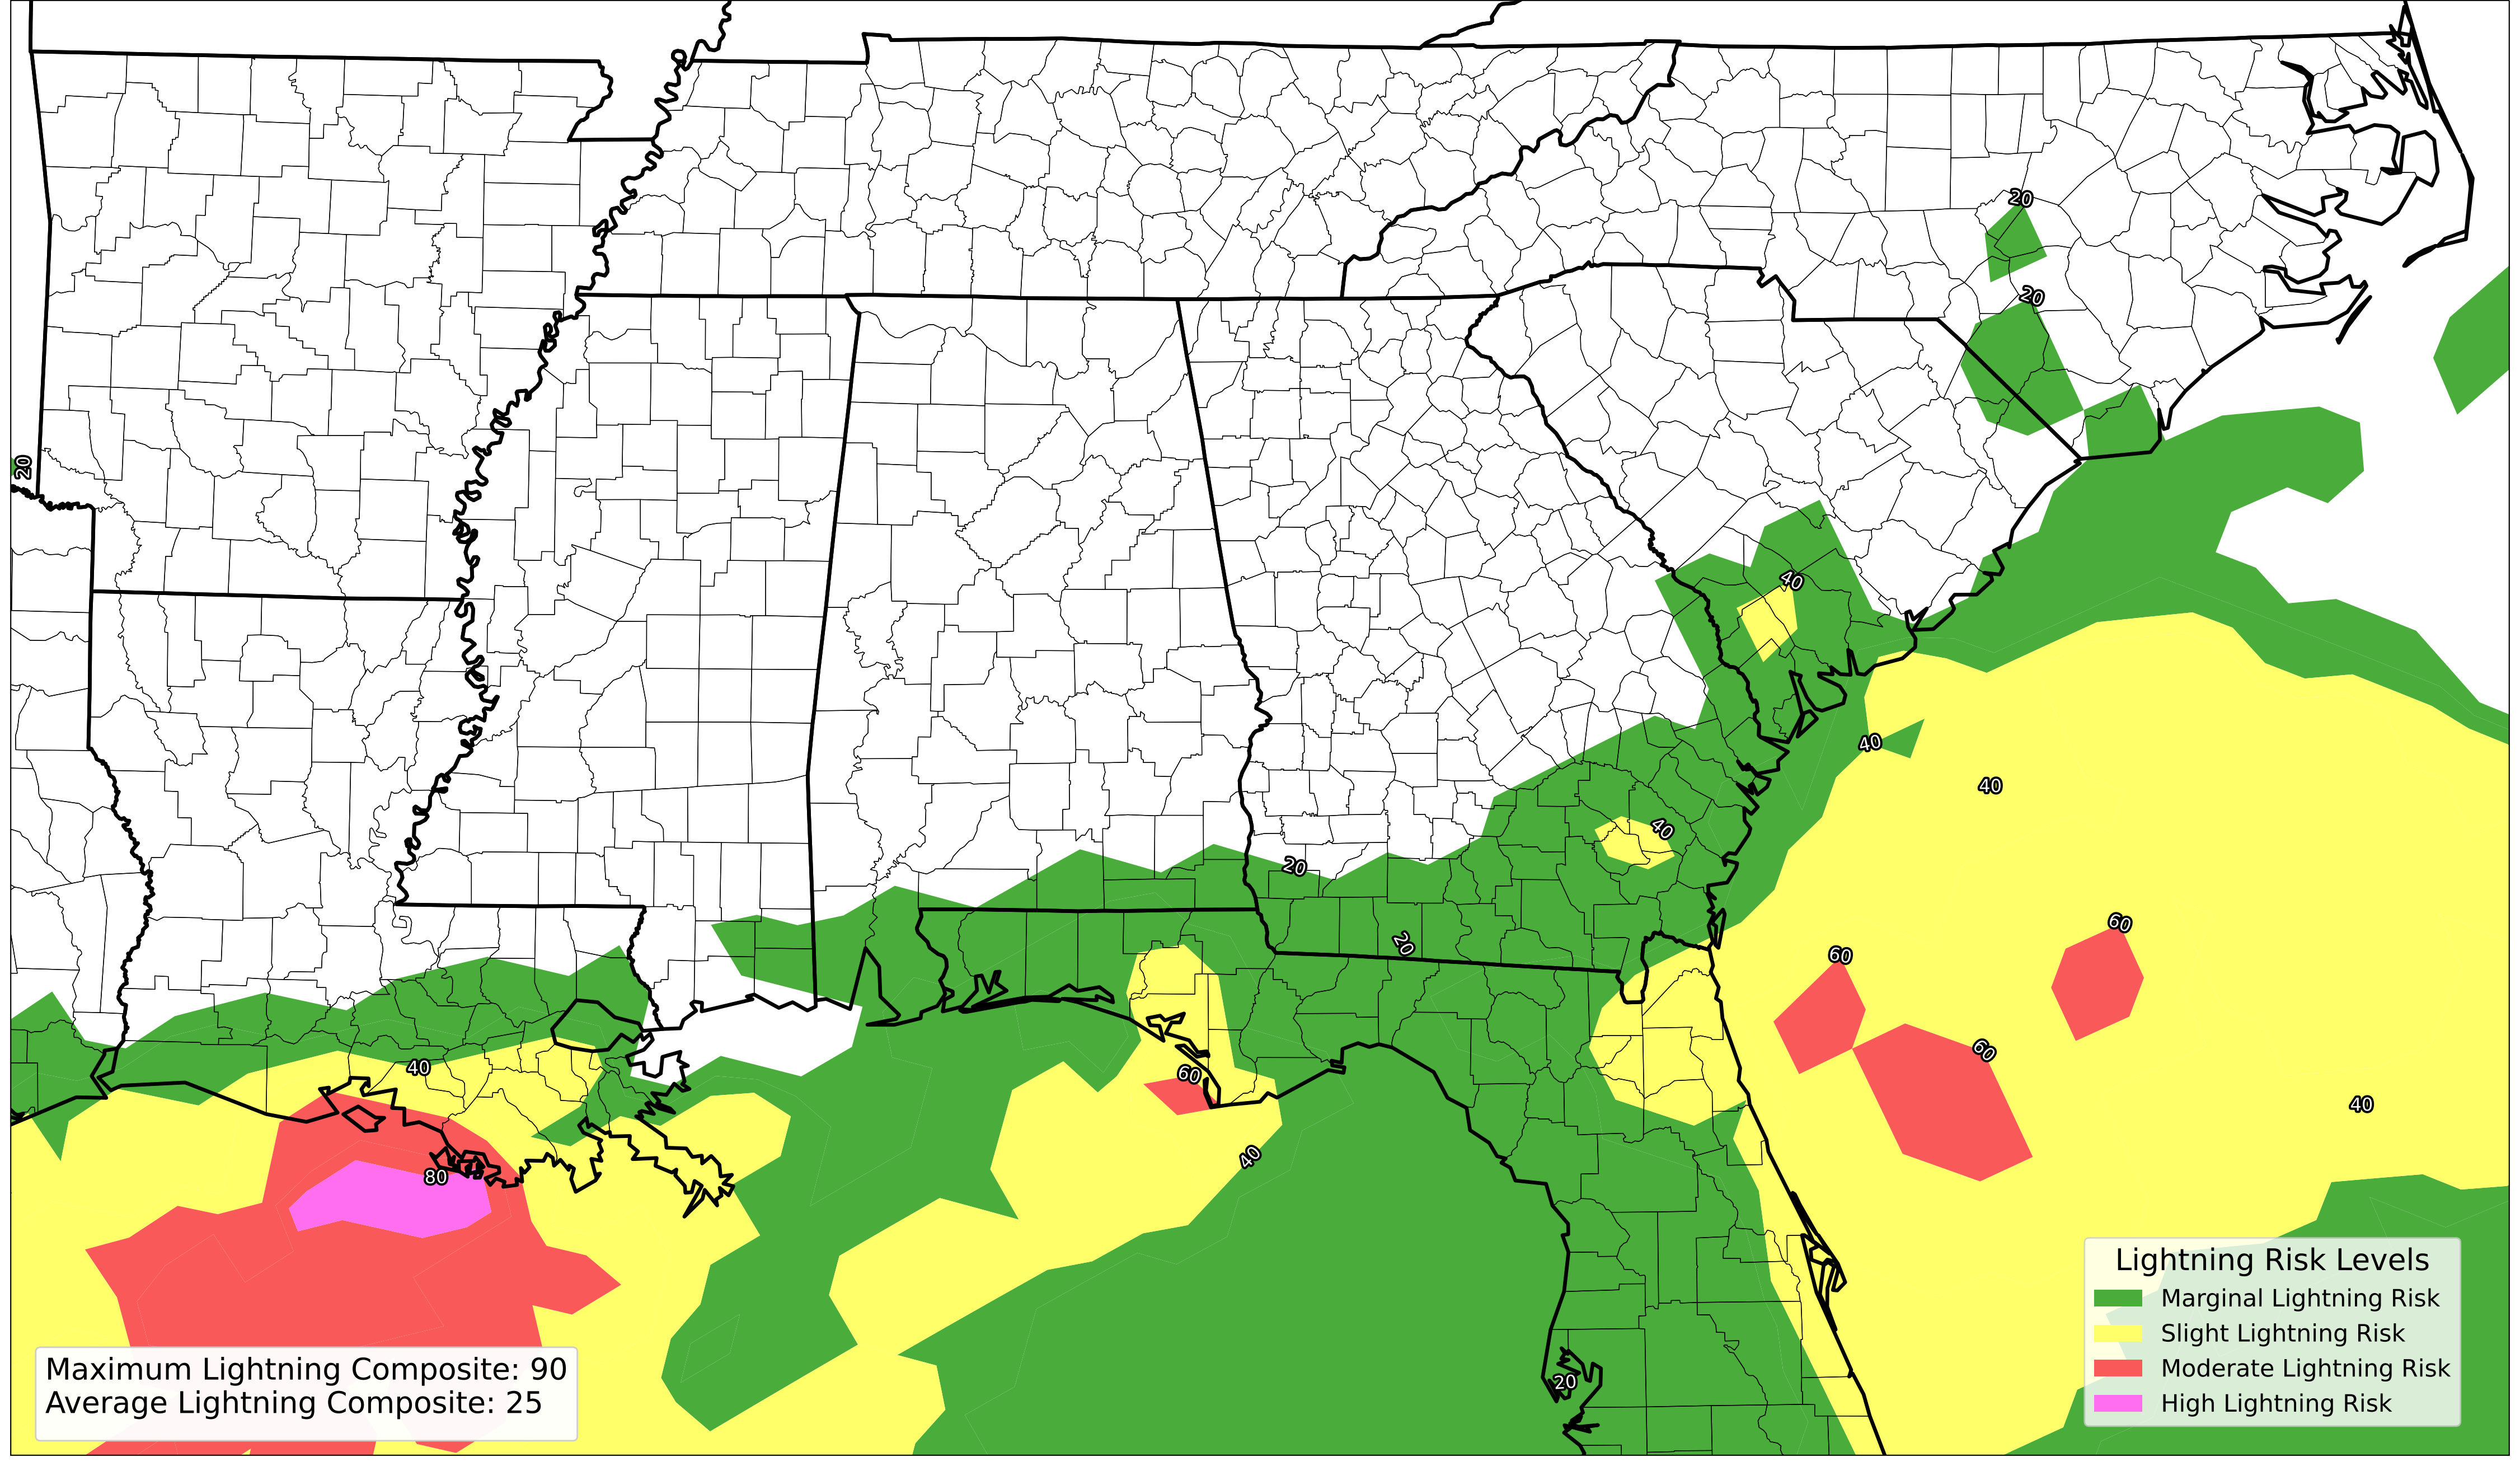 20
20
20
40
40
40
40
20
60
20
60
60
40
60
40
40
80
Lightning Risk Levels
Marginal Lightning Risk
Slight Lightning Risk
Moderate Lightning Risk
High Lightning Risk
Maximum Lightning Composite: 90
Average Lightning Composite: 25
20